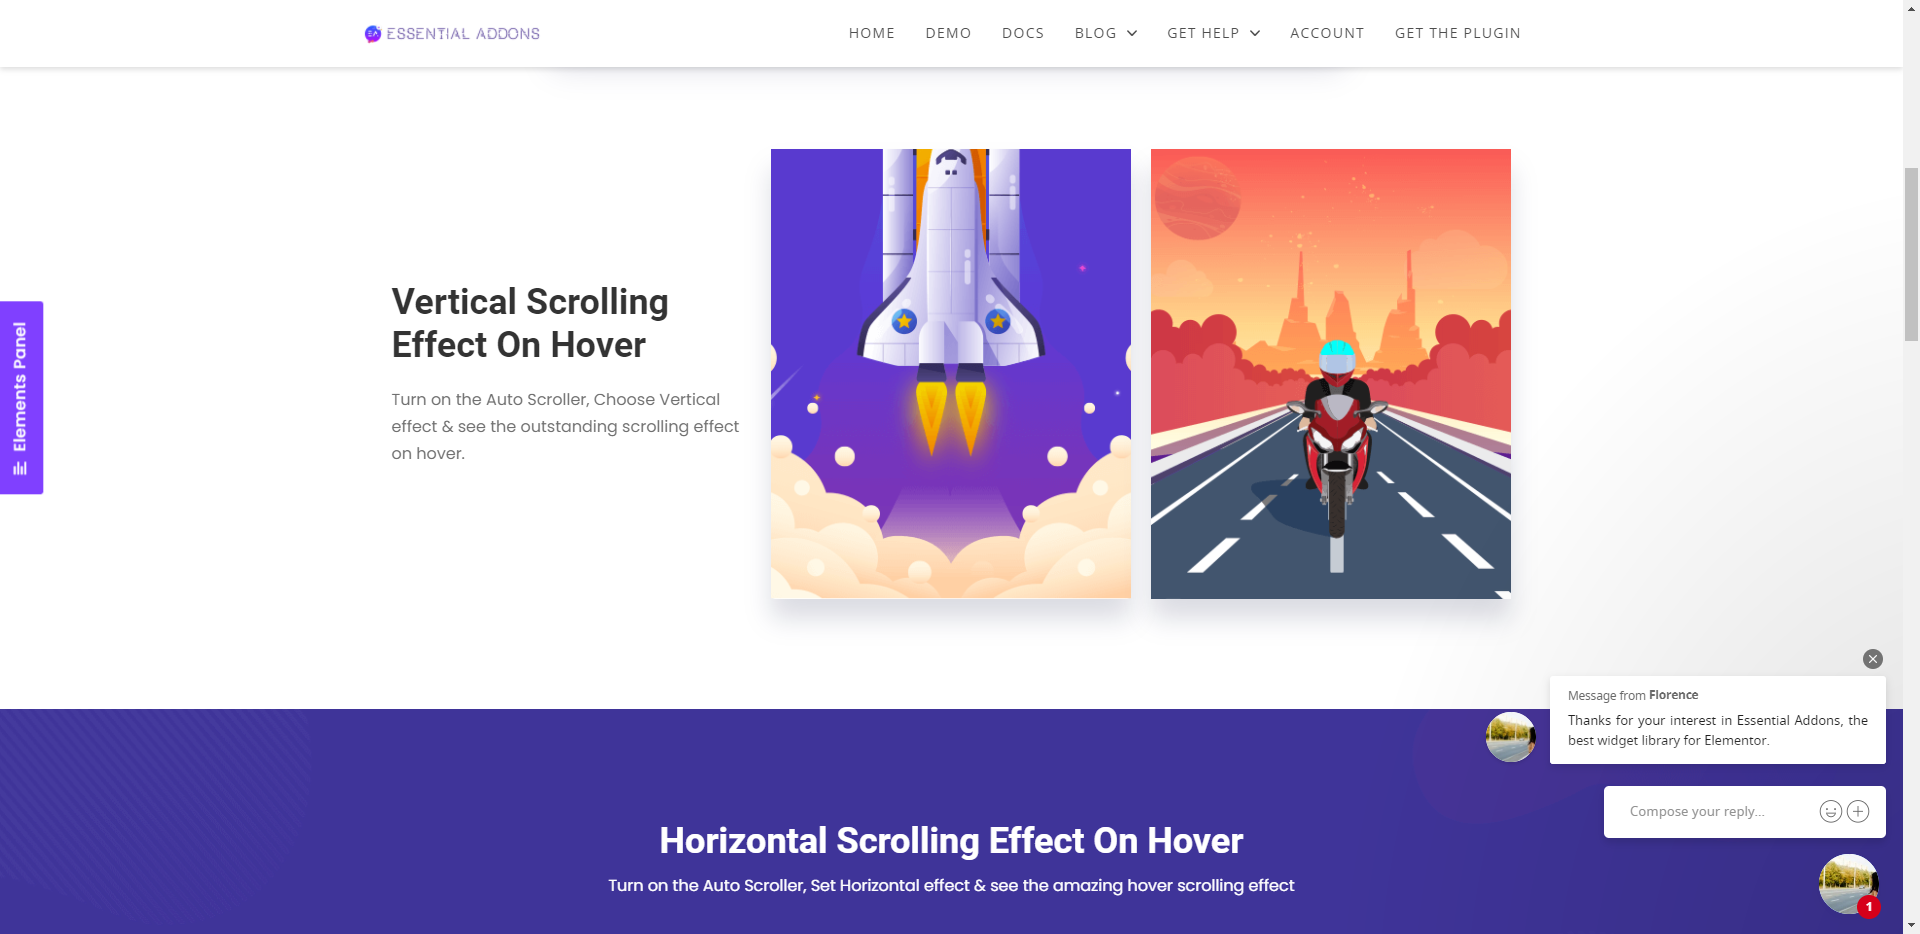 ESSENTIAL ADDONS
HOME DEMO DOCS BLOG GET HELP ACCOUNT GET THE PLUGIN
Elements Panel
Vertical Scrolling
Effect On Hover
Turn on the Auto Scroller, Choose Vertical
effect & see the outstanding scrolling effect
on hover.
Message from Florence
Thanks for your interest in Essential Addons, the
best widget library for Elementor.
Compose your reply...
1
Horizontal Scrolling Effect On Hover
Turn on the Auto Scroller, Set Horizontal effect & see the amazing hover scrolling effect